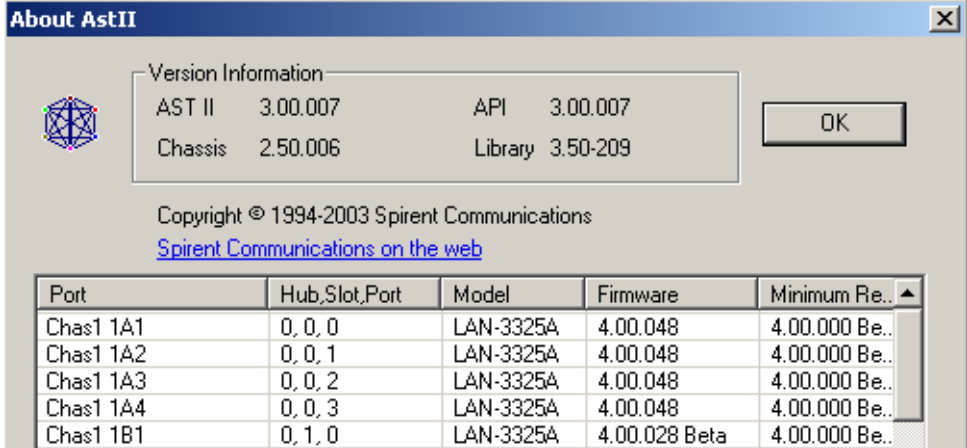 About AstII
Version Information
AST II 3.00.007 API 3.00.007
Chassis 2.50.006 Library 3.50-209
OK
Copyright © 1994-2003 Spirent Communications
Spirent Communications on the web
Port Hub,Slot,Port Model Firmware Minimum Re..
Chas1 1A1 0, 0, 0 LAN-3325A 4.00.048 4.00.000 Be..
Chas1 1A2 0, 0, 1 LAN-3325A 4.00.048 4.00.000 Be..
Chas1 1A3 0, 0, 2 LAN-3325A 4.00.048 4.00.000 Be..
Chas1 1A4 0, 0, 3 LAN-3325A 4.00.048 4.00.000 Be..
Chas1 1B1 0, 1, 0 LAN-3325A 4.00.028 Beta 4.00.000 Be..